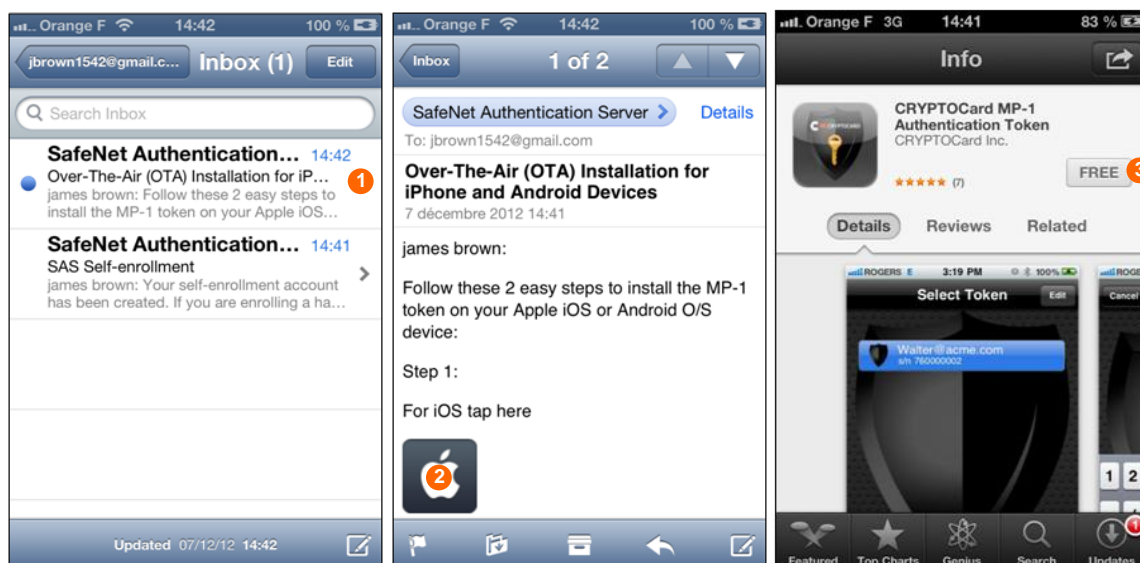 Orange F 14:42 100 %
jbrown1542@gmail.c... Inbox (1) Edit
Search Inbox
SafeNet Authentication... 14:42
Over-The-Air (OTA) Installation for iP... 1
james brown: Follow these 2 easy steps to
install the MP-1 token on your Apple iOS...
SafeNet Authentication... 14:41
SAS Self-enrollment
james brown: Your self-enrollment account
has been created. If you are enrolling a ha...
Updated 07/12/12 14:42
Orange F 14:42 100 %
Inbox 1 of 2
SafeNet Authentication Server > Details
To: jbrown1542@gmail.com
Over-The-Air (OTA) Installation for
iPhone and Android Devices
7 décembre 2012 14:41
james brown:
Follow these 2 easy steps to install the MP-1
token on your Apple iOS or Android O/S
device:
Step 1:
For iOS tap here
2
Orange F 3G 14:41 83 %
Info
CRYPTOCard MP-1
Authentication Token
CRYPTOCard Inc.
(7)
FREE 3
Details Reviews Related
ROGERS E 3:19 PM 100%
Select Token Edit
Cancel
Walter@acme.com
s/n 760000002
1 2
Featured Top Charts Genius Search Updates
1